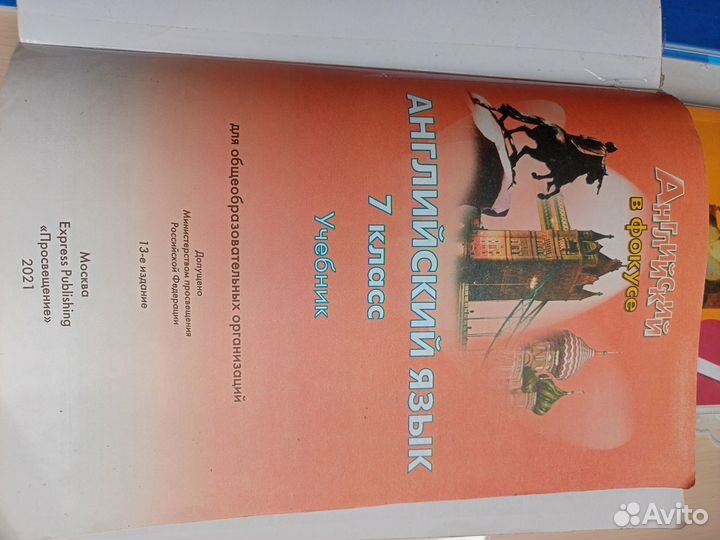 Английский
в фокусе
АНГЛИЙСКИЙ ЯЗЫК
7 класс
Учебник
для общеобразовательных организаций
Допущено
Министерством просвещения
Российской Федерации
13-е издание
Москва
Express Publishing
«Просвещение»
2021
Avito